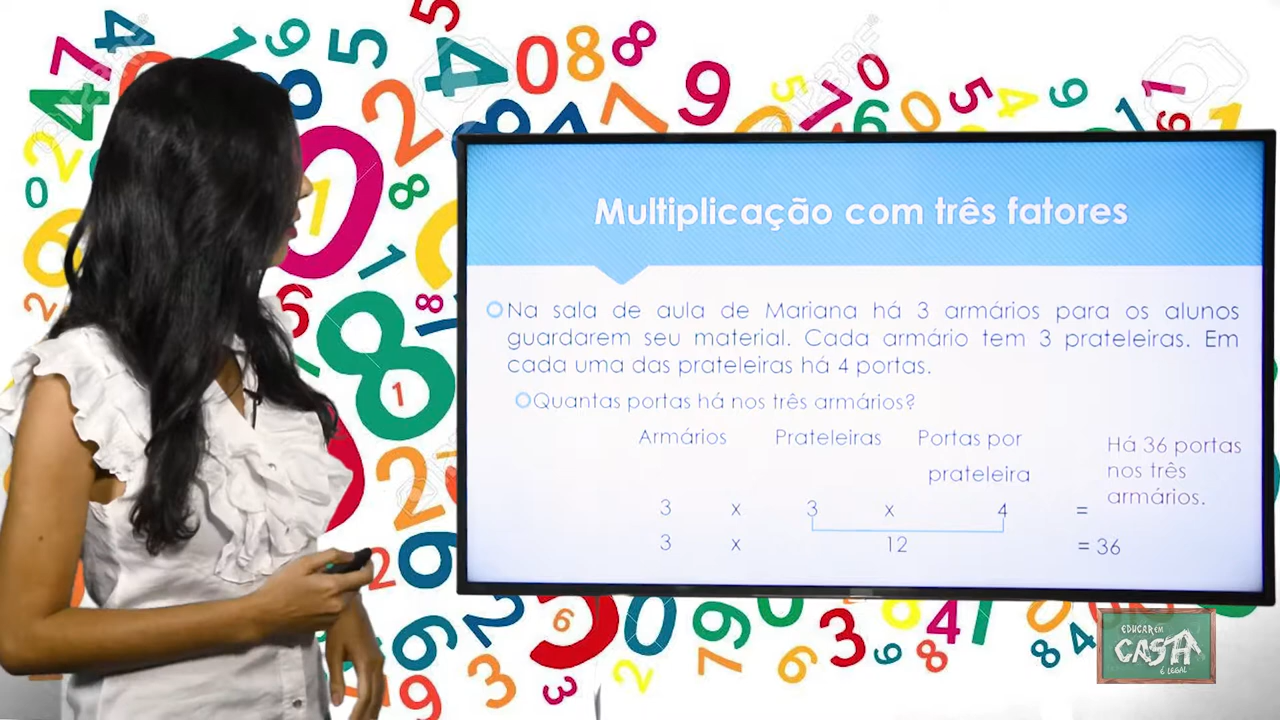 Multiplicação com três fatores
Na sala de aula de Mariana há 3 armários para os alunos
guardarem seu material. Cada armário tem 3 prateleiras. Em
cada uma das prateleiras há 4 portas.
Quantas portas há nos três armários?
Armários Prateleiras Portas por
prateleira
3 x 3 x 4 =
3 x 12 = 36
Há 36 portas
nos três
armários.
EDUCAR EM
CASA
É LEGAL